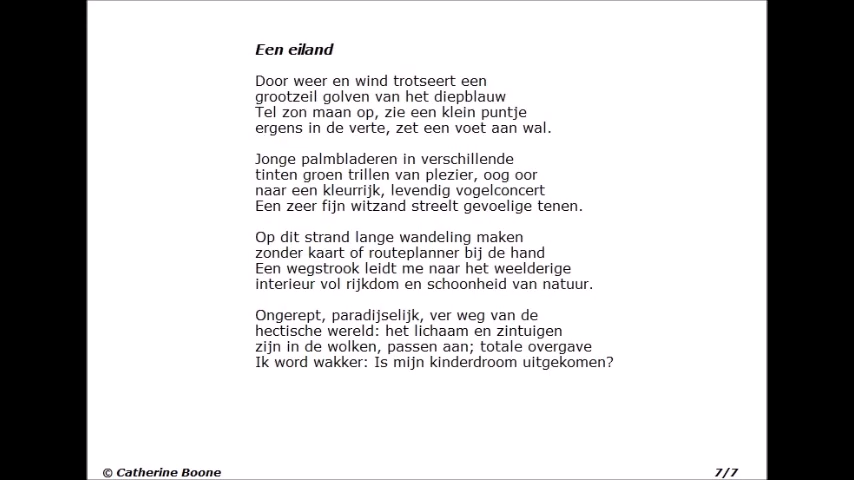 Een eiland
Door weer en wind trotseert een
grootzeil golven van het diepblauw
Tel zon maan op, zie een klein puntje
ergens in de verte, zet een voet aan wal.
Jonge palmbladeren in verschillende
tinten groen trillen van plezier, oog oor
naar een kleurrijk, levendig vogelconcert
Een zeer fijn witzand streelt gevoelige tenen.
Op dit strand lange wandeling maken
zonder kaart of routeplanner bij de hand
Een wegstrook leidt me naar het weelderige
interieur vol rijkdom en schoonheid van natuur.
Ongerept, paradijselijk, ver weg van de
hectische wereld: het lichaam en zintuigen
zijn in de wolken, passen aan; totale overgave
Ik word wakker: Is mijn kinderdroom uitgekomen?
© Catherine Boone
7/7